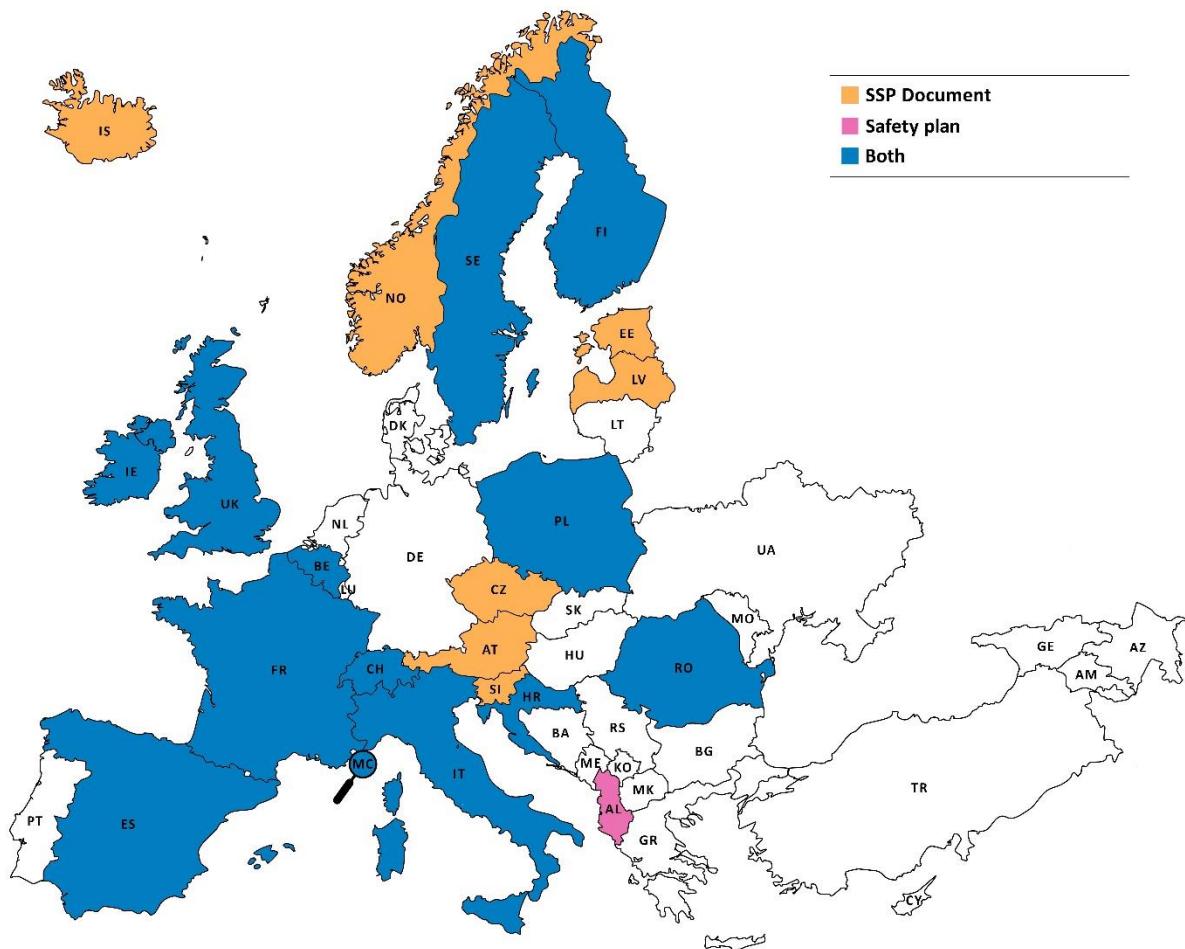 SSP Document
Safety plan
Both
IS
FI
SE
NO
EE
LV
LT
DK
IE
UK
NL
PL
DE
UA
BE
LU
CZ
SK
MO
AT
HU
GE
AZ
FR
CH
RO
AM
SI
HR
BA
RS
BG
ME
KO
MC
IT
MK
TR
PT
ES
AL
GR
CY